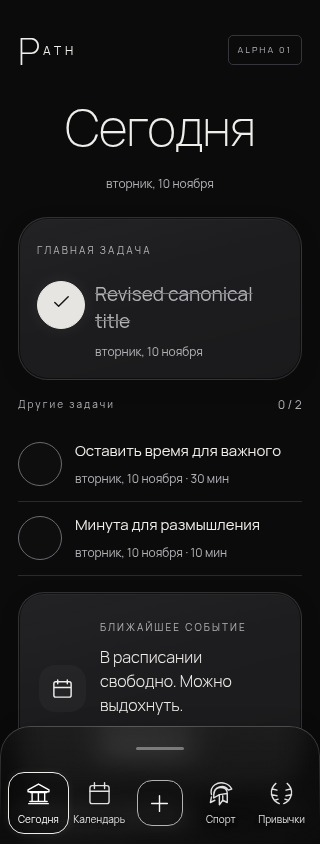 PATH
ALPHA 01
Сегодня
вторник, 10 ноября
ГЛАВНАЯ ЗАДАЧА
Revised canonical
title
вторник, 10 ноября
Другие задачи
0 / 2
Оставить время для важного
вторник, 10 ноября · 30 мин
Минута для размышления
вторник, 10 ноября · 10 мин
БЛИЖАЙШЕЕ СОБЫТИЕ
В расписании
свободно. Можно
выдохнуть.
Сегодня
Календарь
Спорт
Привычки